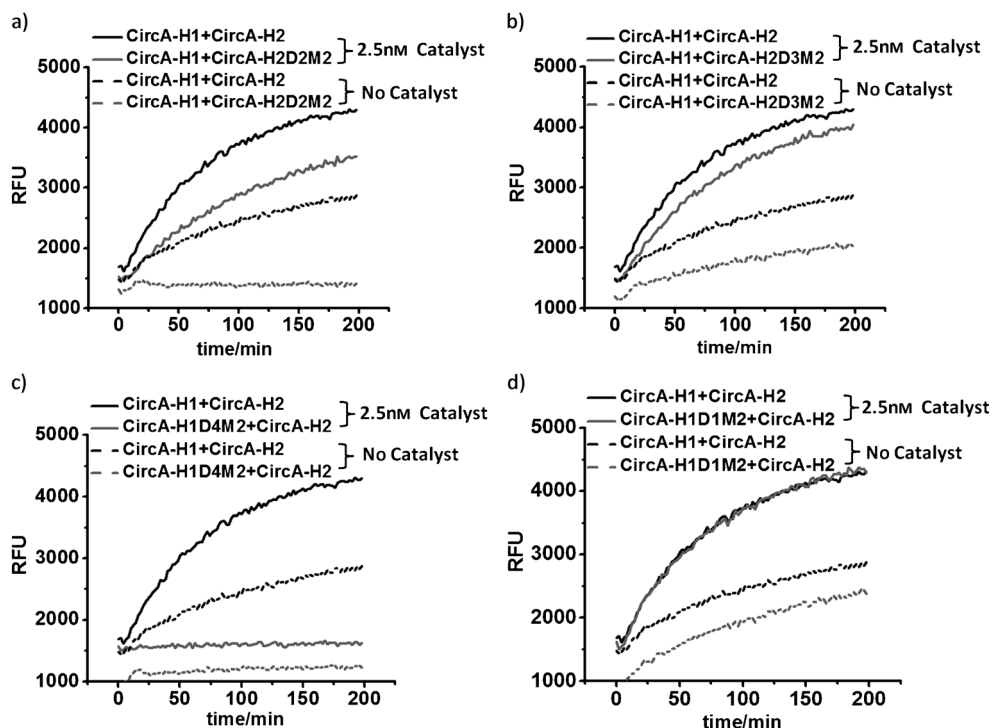 a)
CircA-H1+CircA-H2
CircA-H1+CircA-H2D2M2
2.5nM Catalyst
CircA-H1+CircA-H2
CircA-H1+CircA-H2D2M2
No Catalyst
5000
4000
3000
2000
1000
RFU
0 50 100 150 200
time/min
b)
CircA-H1+CircA-H2
CircA-H1+CircA-H2D3M2
2.5nM Catalyst
CircA-H1+CircA-H2
CircA-H1+CircA-H2D3M2
No Catalyst
5000
4000
3000
2000
1000
RFU
0 50 100 150 200
time/min
c)
CircA-H1+CircA-H2
CircA-H1D4M2+CircA-H2
2.5nM Catalyst
CircA-H1+CircA-H2
CircA-H1D4M2+CircA-H2
No Catalyst
5000
4000
3000
2000
1000
RFU
0 50 100 150 200
time/min
d)
CircA-H1+CircA-H2
CircA-H1D1M2+CircA-H2
2.5nM Catalyst
CircA-H1+CircA-H2
CircA-H1D1M2+CircA-H2
No Catalyst
5000
4000
3000
2000
1000
RFU
0 50 100 150 200
time/min